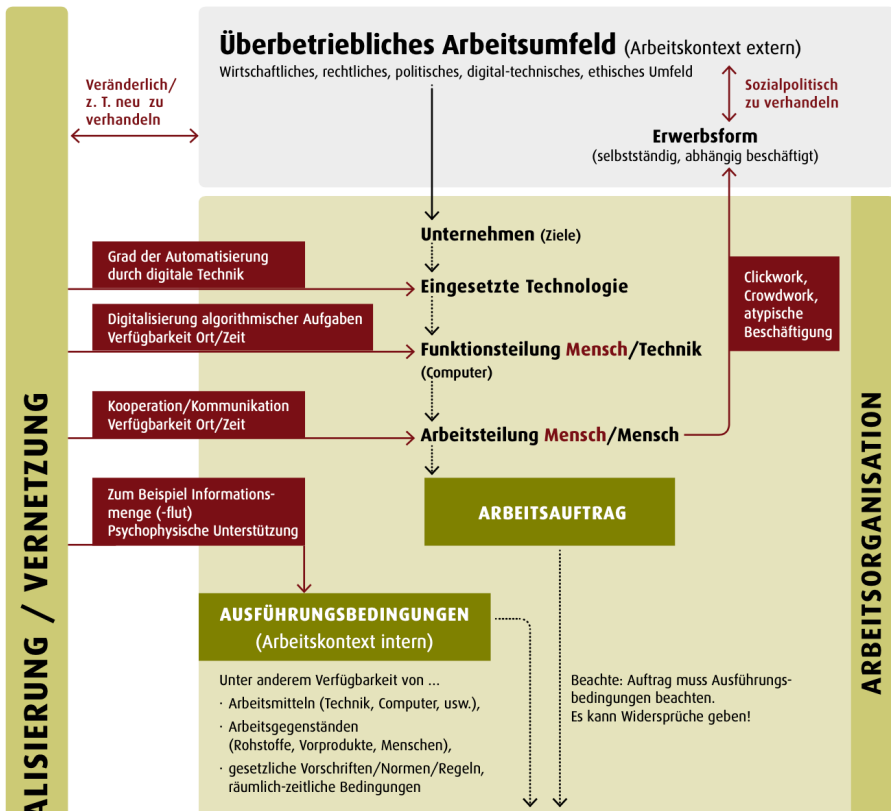 Überbetriebliches Arbeitsumfeld (Arbeitskontext extern)
Wirtschaftliches, rechtliches, politisches, digital-technisches, ethisches Umfeld
Veränderlich/
z. T. neu zu
verhandeln
Sozialpolitisch
zu verhandeln
Erwerbsform
(selbstständig, abhängig beschäftigt)
Unternehmen (Ziele)
Grad der Automatisierung
durch digitale Technik
Eingesetzte Technologie
Clickwork,
Crowdwork,
atypische
Beschäftigung
Digitalisierung algorithmischer Aufgaben
Verfügbarkeit Ort/Zeit
Funktionsteilung Mensch/Technik
(Computer)
Kooperation/Kommunikation
Verfügbarkeit Ort/Zeit
Arbeitsteilung Mensch/Mensch
Zum Beispiel Informations-
menge (-flut)
Psychophysische Unterstützung
ARBEITSAUFTRAG
AUSFÜHRUNGSBEDINGUNGEN
(Arbeitskontext intern)
Unter anderem Verfügbarkeit von ...
· Arbeitsmitteln (Technik, Computer, usw.),
· Arbeitsgegenständen
(Rohstoffe, Vorprodukte, Menschen),
· gesetzliche Vorschriften/Normen/Regeln,
räumlich-zeitliche Bedingungen
Beachte: Auftrag muss Ausführungs-
bedingungen beachten.
Es kann Widersprüche geben!
ALISIERUNG / VERNETZUNG
ARBEITSORGANISATION